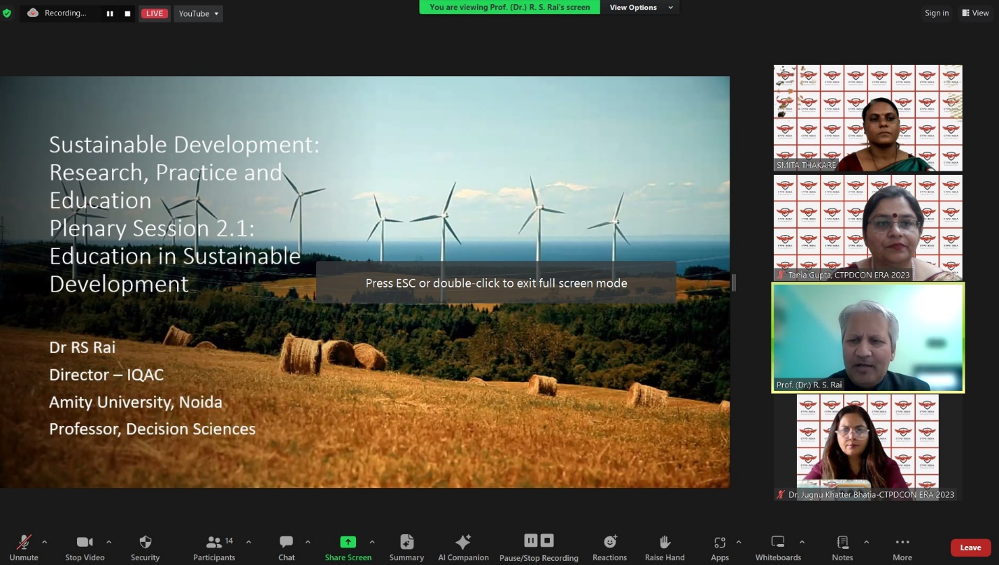 Recording...
LIVE
YouTube
You are viewing Prof. (Dr.) R. S. Rai's screen
View Options
Sign in
View
Sustainable Development:
Research, Practice and
Education
Plenary Session 2.1:
Education in Sustainable
Development
Press ESC or double-click to exit full screen mode
Dr RS Rai
Director – IQAC
Amity University, Noida
Professor, Decision Sciences
CTPD INDIA
SMITA THAKARE
Tania Gupta, CTPDCON ERA 2023
Prof. (Dr.) R. S. Rai
Dr. Jugnu Khatter Bhatia-CTPDCON ERA 2023
Unmute
Stop Video
Security
14
Participants
Chat
Share Screen
Summary
AI Companion
Pause/Stop Recording
Reactions
Raise Hand
Apps
Whiteboards
Notes
More
Leave